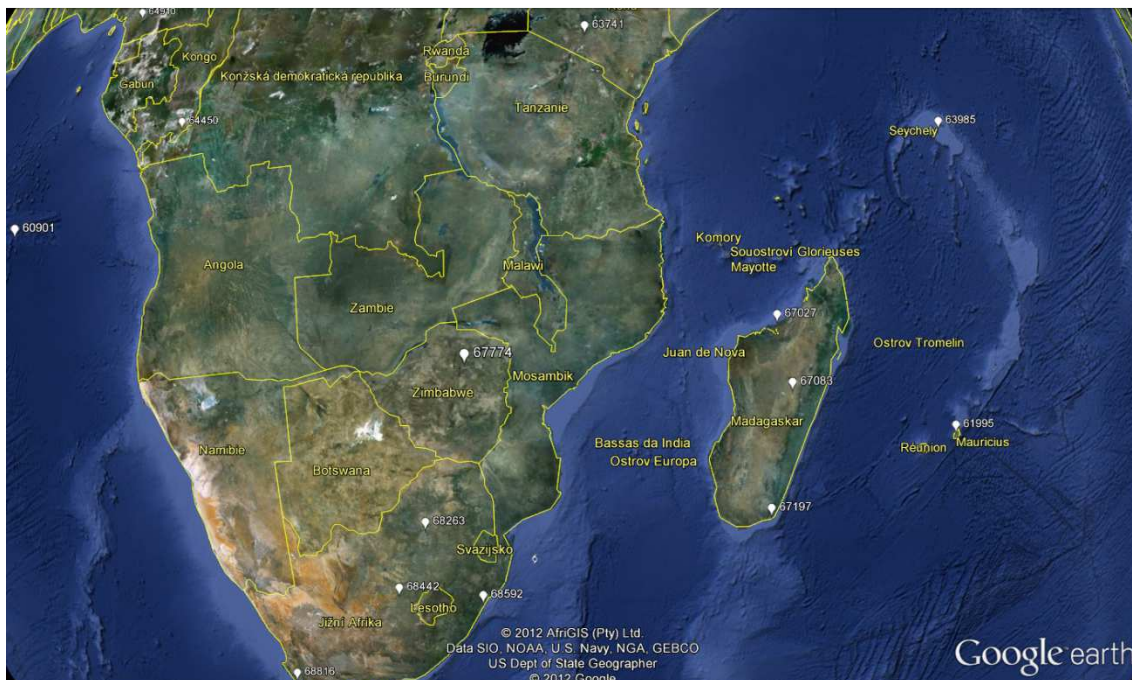 64910
63741
Kongo
Rwanda
Gabun
Konžská demokratická republika
Burundi
Tanzanie
64450
Seychely
63985
60901
Komory
Souostroví Glorieuses
Mayotte
Angola
Malawi
Zambie
67027
Ostrov Tromelin
Juan de Nova
67774
Mosambik
67083
Zimbabwe
Madagaskar
61995
Namibie
Bassas da India
Réunion
Mauricius
Botswana
Ostrov Europa
67197
68263
Svazijsko
68442
68592
Lesotho
Jižní Afrika
© 2012 AfriGIS (Pty) Ltd.
Data SIO, NOAA, U.S. Navy, NGA, GEBCO
US Dept of State Geographer
© 2012 Google
68816
Google earth